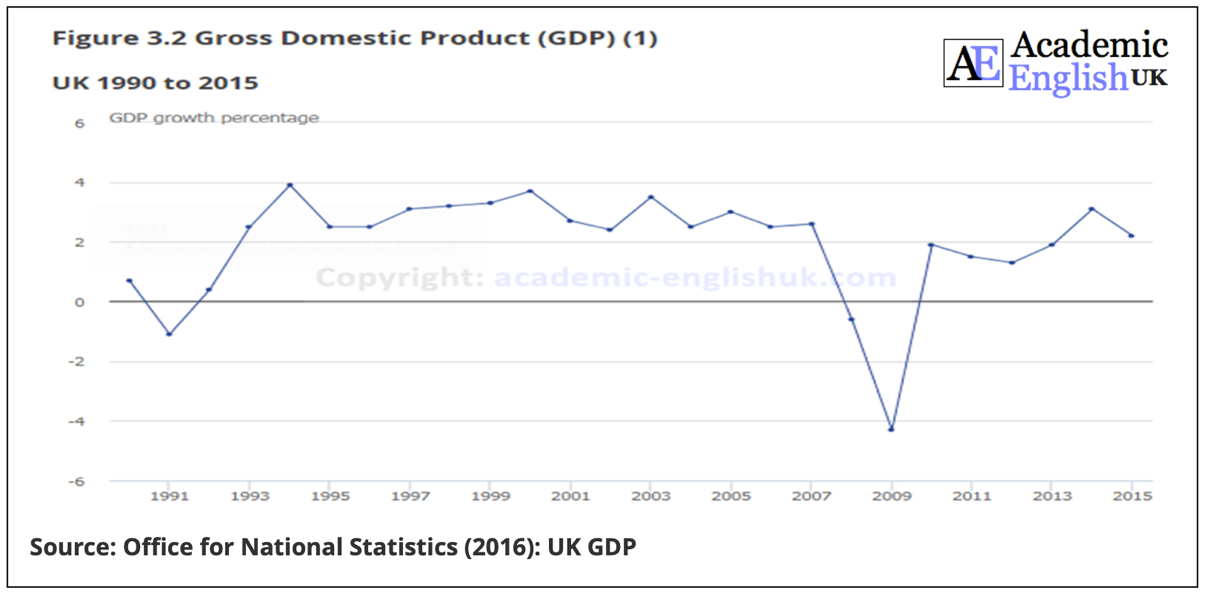 Figure 3.2 Gross Domestic Product (GDP) (1)
UK 1990 to 2015
AE Academic
EnglishUK
GDP growth percentage
6
4
2
0
-2
-4
-6
Copyright: academic-englishuk.com
1991 1993 1995 1997 1999 2001 2003 2005 2007 2009 2011 2013 2015
Source: Office for National Statistics (2016): UK GDP